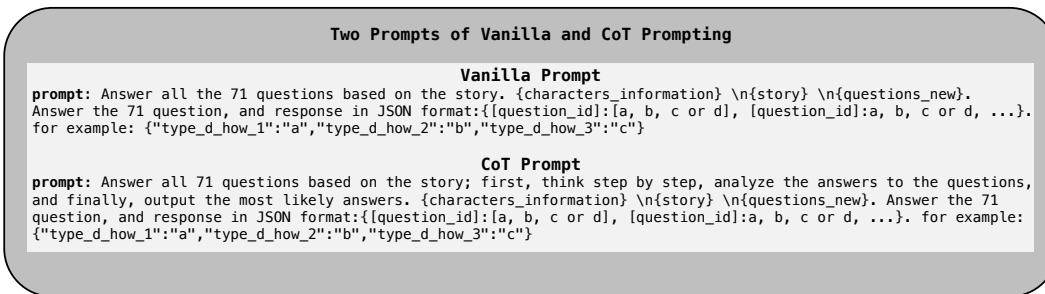 Two Prompts of Vanilla and CoT Prompting
Vanilla Prompt
prompt: Answer all the 71 questions based on the story. {characters_information} \n{story} \n{questions_new}.
Answer the 71 question, and response in JSON format:{[question_id]:[a, b, c or d], [question_id]:a, b, c or d, ...}.
for example: {"type_d_how_1":"a","type_d_how_2":"b","type_d_how_3":"c"}
CoT Prompt
prompt: Answer all 71 questions based on the story; first, think step by step, analyze the answers to the questions,
and finally, output the most likely answers. {characters_information} \n{story} \n{questions_new}. Answer the 71
question, and response in JSON format:{[question_id]:[a, b, c or d], [question_id]:a, b, c or d, ...}. for example:
{"type_d_how_1":"a","type_d_how_2":"b","type_d_how_3":"c"}